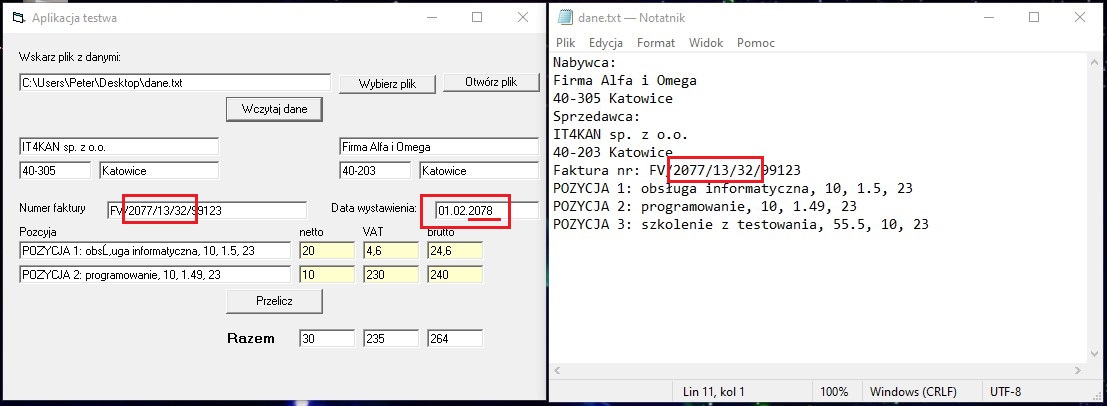 Aplikacja testwa
Wskarz plik z danymi:
C:\Users\Peter\Desktop\dane.txt
Wybierz plik
Otwórz plik
Wczytaj dane
IT4KAN sp. z o.o.
Firma Alfa i Omega
40-305
Katowice
40-203
Katowice
Numer faktury
FV/2077/13/32/99123
Data wystawienia:
01.02.2078
Pozycja
netto
VAT
brutto
POZYCJA 1: obsĹ‚uga informatyczna, 10, 1.5, 23
20
4,6
24,6
POZYCJA 2: programowanie, 10, 1.49, 23
10
230
240
Przelicz
Razem
30
235
264
dane.txt — Notatnik
Plik
Edycja
Format
Widok
Pomoc
Nabywca:
Firma Alfa i Omega
40-305 Katowice
Sprzedawca:
IT4KAN sp. z o.o.
40-203 Katowice
Faktura nr: FV/2077/13/32/99123
POZYCJA 1: obsługa informatyczna, 10, 1.5, 23
POZYCJA 2: programowanie, 10, 1.49, 23
POZYCJA 3: szkolenie z testowania, 55.5, 10, 23
Lin 11, kol 1
100%
Windows (CRLF)
UTF-8